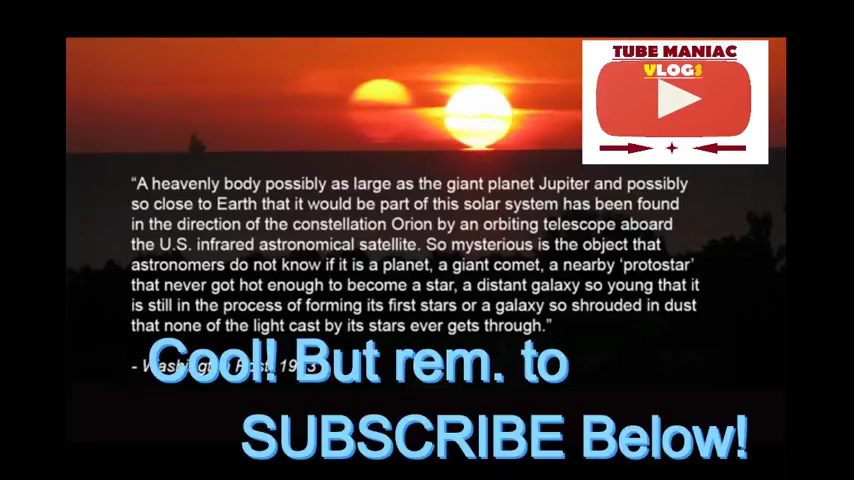 TUBE MANIAC
VLOGS
“A heavenly body possibly as large as the giant planet Jupiter and possibly
so close to Earth that it would be part of this solar system has been found
in the direction of the constellation Orion by an orbiting telescope aboard
the U.S. infrared astronomical satellite. So mysterious is the object that
astronomers do not know if it is a planet, a giant comet, a nearby ‘protostar’
that never got hot enough to become a star, a distant galaxy so young that it
is still in the process of forming its first stars or a galaxy so shrouded in dust
that none of the light cast by its stars ever gets through.”
Cool! But rem. to
SUBSCRIBE Below!